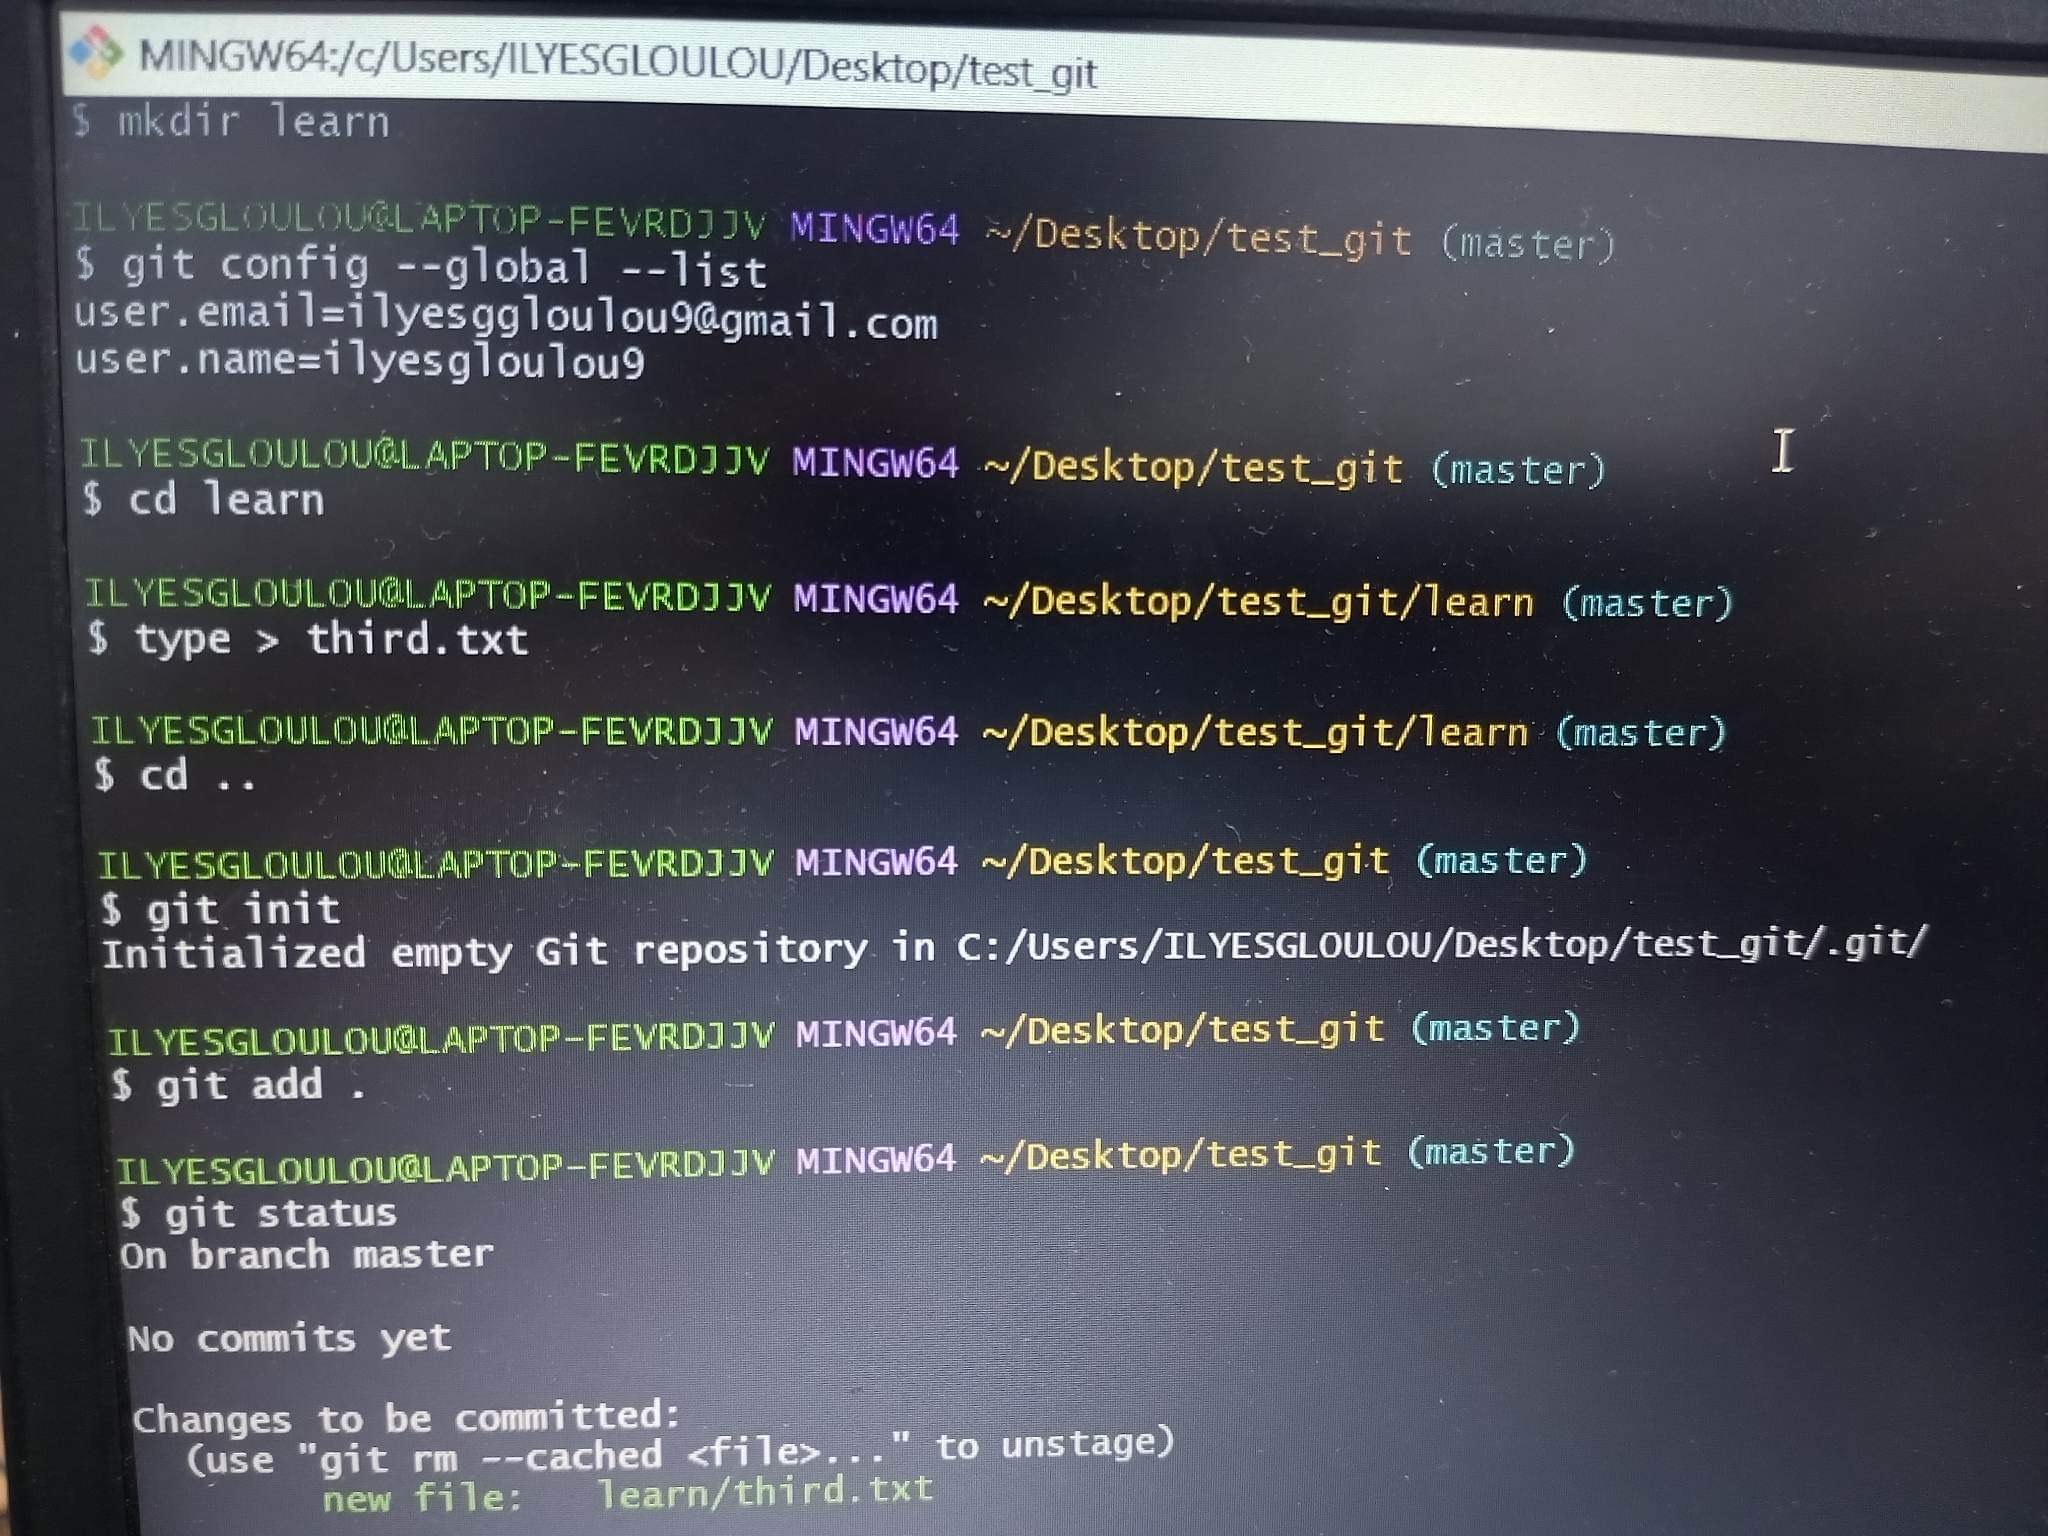 MINGW64:/c/Users/ILYESGLOULOU/Desktop/test_git
$ mkdir learn
ILYESGLOULOU@LAPTOP-FEVRDJJV MINGW64 ~/Desktop/test_git (master)
$ git config --global --list
user.email=ilyesggloulou9@gmail.com
user.name=ilyesgloulou9
ILYESGLOULOU@LAPTOP-FEVRDJJV MINGW64 ~/Desktop/test_git (master)
$ cd learn
ILYESGLOULOU@LAPTOP-FEVRDJJV MINGW64 ~/Desktop/test_git/learn (master)
$ type > third.txt
ILYESGLOULOU@LAPTOP-FEVRDJJV MINGW64 ~/Desktop/test_git/learn (master)
$ cd ..
ILYESGLOULOU@LAPTOP-FEVRDJJV MINGW64 ~/Desktop/test_git (master)
$ git init
Initialized empty Git repository in C:/Users/ILYESGLOULOU/Desktop/test_git/.git/
ILYESGLOULOU@LAPTOP-FEVRDJJV MINGW64 ~/Desktop/test_git (master)
$ git add .
ILYESGLOULOU@LAPTOP-FEVRDJJV MINGW64 ~/Desktop/test_git (master)
$ git status
On branch master
No commits yet
Changes to be committed:
(use "git rm --cached <file>..." to unstage)
new file: learn/third.txt